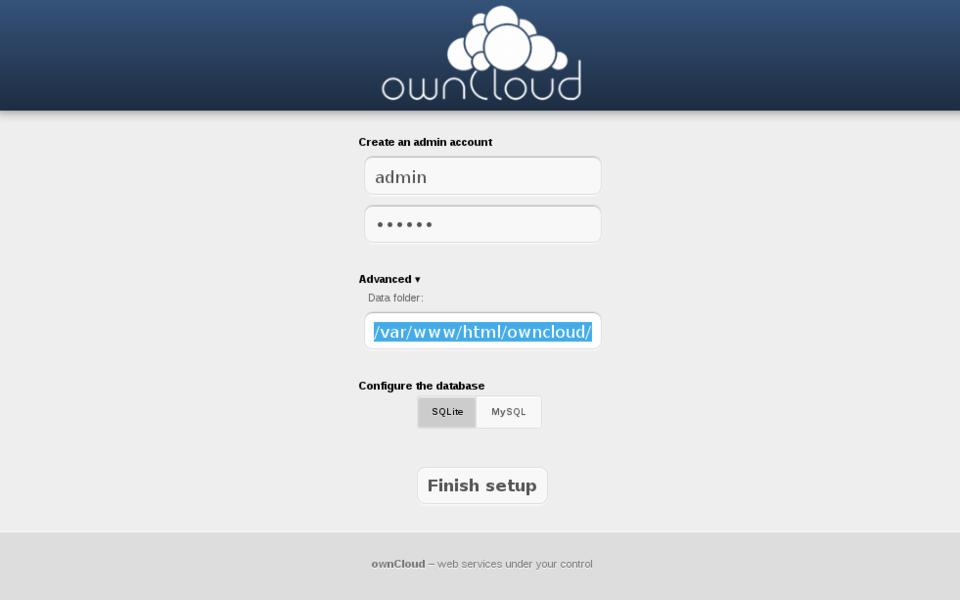 ownCloud
Create an admin account
admin
••••••
Advanced ▾
Data folder:
/var/www/html/owncloud/
Configure the database
SQLite MySQL
Finish setup
ownCloud – web services under your control